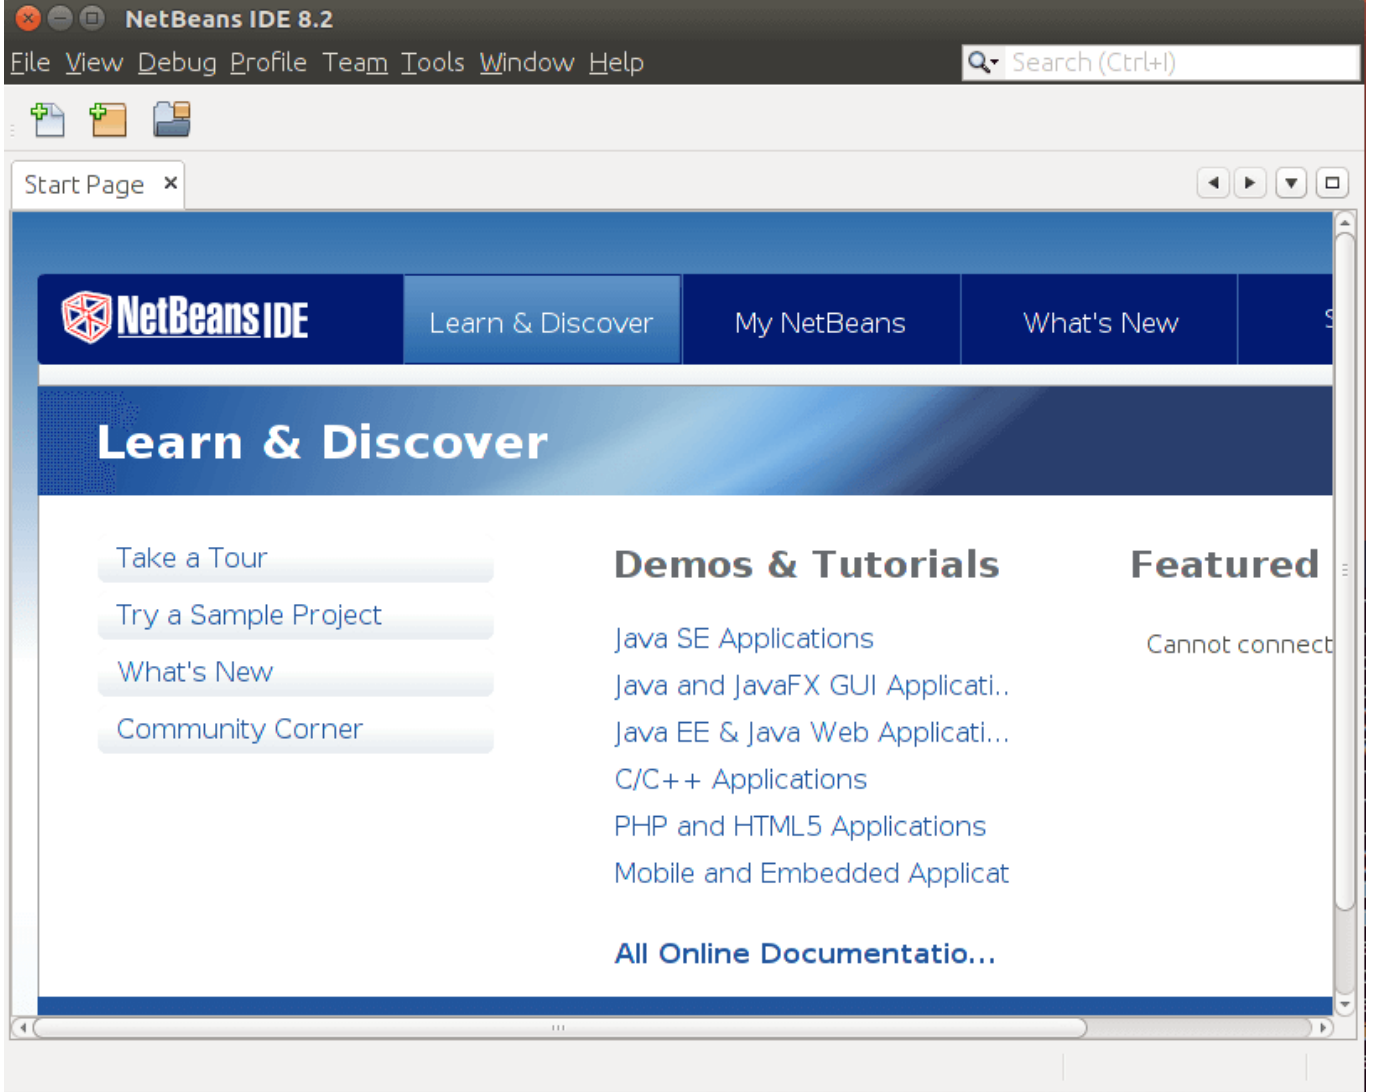 NetBeans IDE 8.2
File View Debug Profile Team Tools Window Help
Search (Ctrl+I)
Start Page
NetBeans IDE
Learn & Discover
My NetBeans
What's New
S
Learn & Discover
Take a Tour
Try a Sample Project
What's New
Community Corner
Demos & Tutorials
Java SE Applications
Java and JavaFX GUI Applicati..
Java EE & Java Web Applicati...
C/C++ Applications
PHP and HTML5 Applications
Mobile and Embedded Applicat
All Online Documentatio...
Featured
Cannot connect